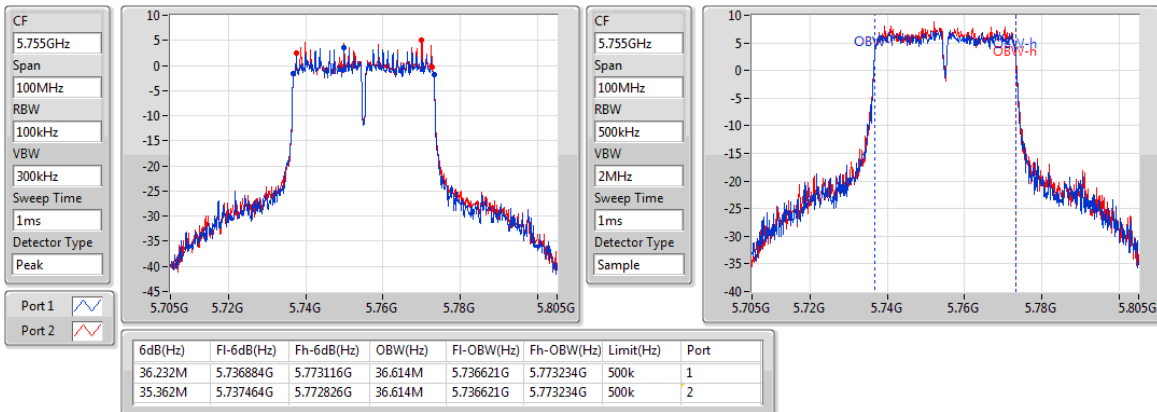 CF
5.755GHz
Span
100MHz
RBW
100kHz
VBW
300kHz
Sweep Time
1ms
Detector Type
Peak
Port 1
Port 2
10
5
0
-5
-10
-15
-20
-25
-30
-35
-40
-45
5.705G 5.72G 5.74G 5.76G 5.78G 5.805G
CF
5.755GHz
Span
100MHz
RBW
500kHz
VBW
2MHz
Sweep Time
1ms
Detector Type
Sample
10
5
0
-5
-10
-15
-20
-25
-30
-35
-40
OBW-h
OBW-h
5.705G 5.72G 5.74G 5.76G 5.78G 5.805G
6dB(Hz) Fl-6dB(Hz) Fh-6dB(Hz) OBW(Hz) Fl-OBW(Hz) Fh-OBW(Hz) Limit(Hz) Port
36.232M 5.736884G 5.773116G 36.614M 5.736621G 5.773234G 500k 1
35.362M 5.737464G 5.772826G 36.614M 5.736621G 5.773234G 500k 2